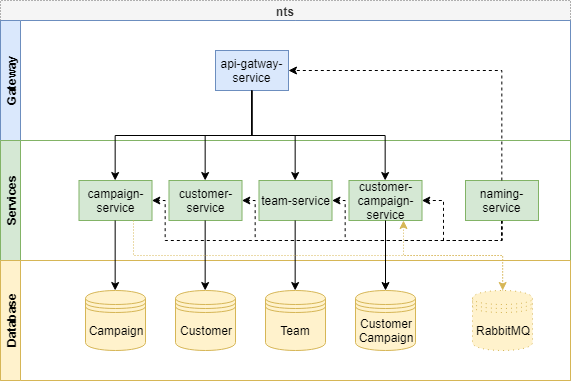 nts
Gateway
api-gatway-
service
Services
campaign-
service
customer-
service
team-service
customer-
campaign-
service
naming-
service
Database
Campaign
Customer
Team
Customer
Campaign
RabbitMQ